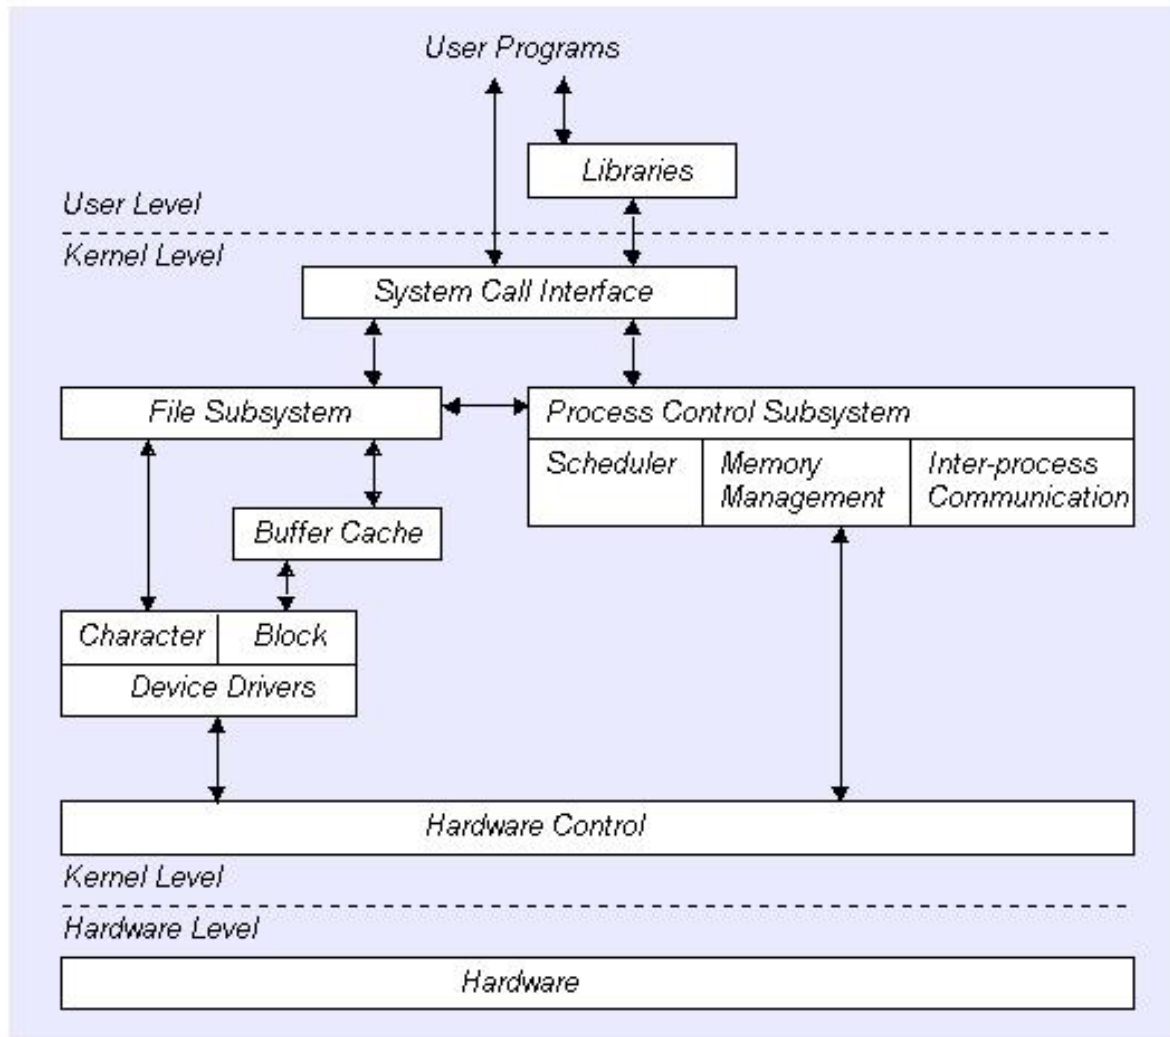 User Programs
Libraries
User Level
Kernel Level
System Call Interface
File Subsystem
Process Control Subsystem
Scheduler
Memory
Management
Inter-process
Communication
Buffer Cache
Character
Block
Device Drivers
Hardware Control
Kernel Level
Hardware Level
Hardware